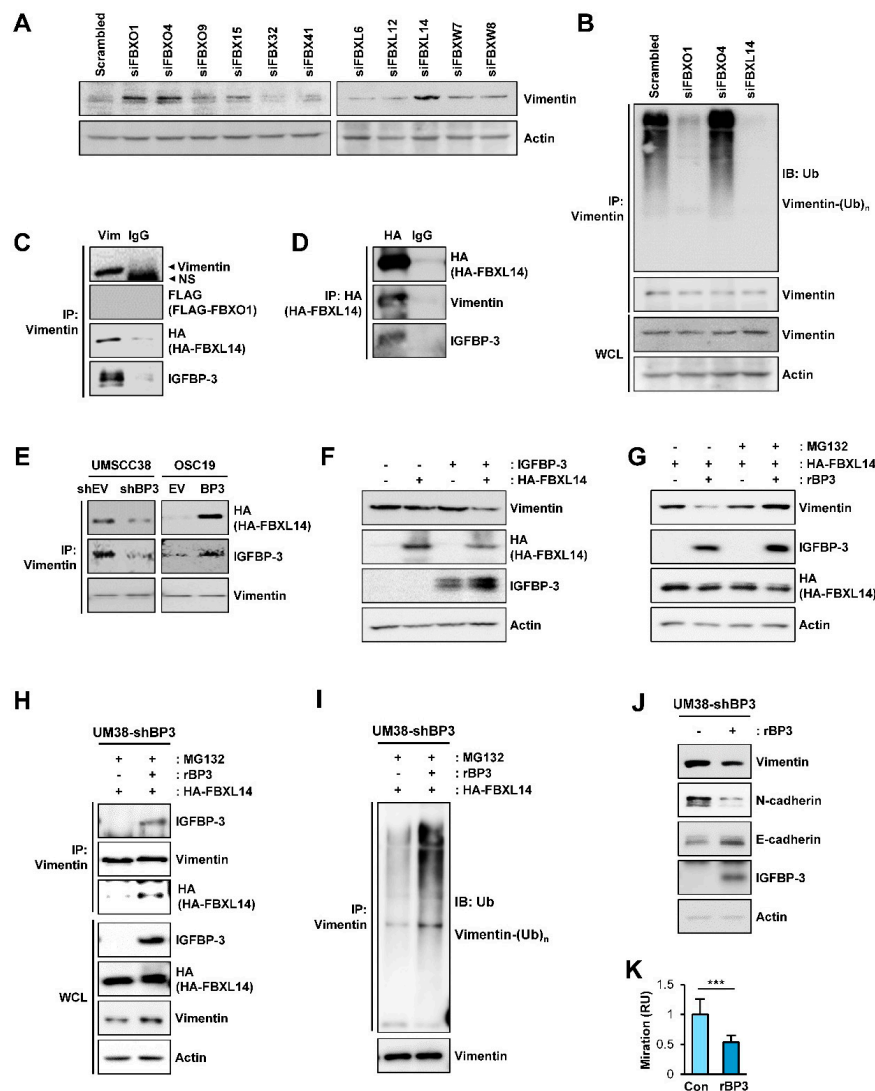 A
Scrambled
siFBXO1
siFBXO4
siFBXO9
siFBX15
siFBX32
siFBX41
siFBXL6
siFBXL12
siFBXL14
siFBXW7
siFBXW8
Vimentin
Actin
B
Scrambled
siFBXO1
siFBXO4
siFBXL14
IP:
Vimentin
IB: Ub
Vimentin-(Ub)n
Vimentin
WCL
Vimentin
Actin
C
Vim IgG
Vimentin
NS
IP:
Vimentin
FLAG
(FLAG-FBXO1)
HA
(HA-FBXL14)
IGFBP-3
D
HA IgG
IP: HA
(HA-FBXL14)
HA
(HA-FBXL14)
Vimentin
IGFBP-3
E
UMSCC38 OSC19
shEV shBP3 EV BP3
IP:
Vimentin
HA
(HA-FBXL14)
IGFBP-3
Vimentin
F
- - + + : IGFBP-3
- + - + : HA-FBXL14
Vimentin
HA
(HA-FBXL14)
IGFBP-3
Actin
G
- - + + : MG132
+ + + + : HA-FBXL14
- + - + : rBP3
Vimentin
IGFBP-3
HA
(HA-FBXL14)
Actin
H
UM38-shBP3
+ + : MG132
- + : rBP3
+ + : HA-FBXL14
IP:
Vimentin
IGFBP-3
Vimentin
HA
(HA-FBXL14)
WCL
IGFBP-3
HA
(HA-FBXL14)
Vimentin
Actin
I
UM38-shBP3
+ + : MG132
- + : rBP3
+ + : HA-FBXL14
IP:
Vimentin
IB: Ub
Vimentin-(Ub)n
Vimentin
J
UM38-shBP3
- + : rBP3
Vimentin
N-cadherin
E-cadherin
IGFBP-3
Actin
K
Miration (RU)
1.5
1
0.5
0
***
Con rBP3